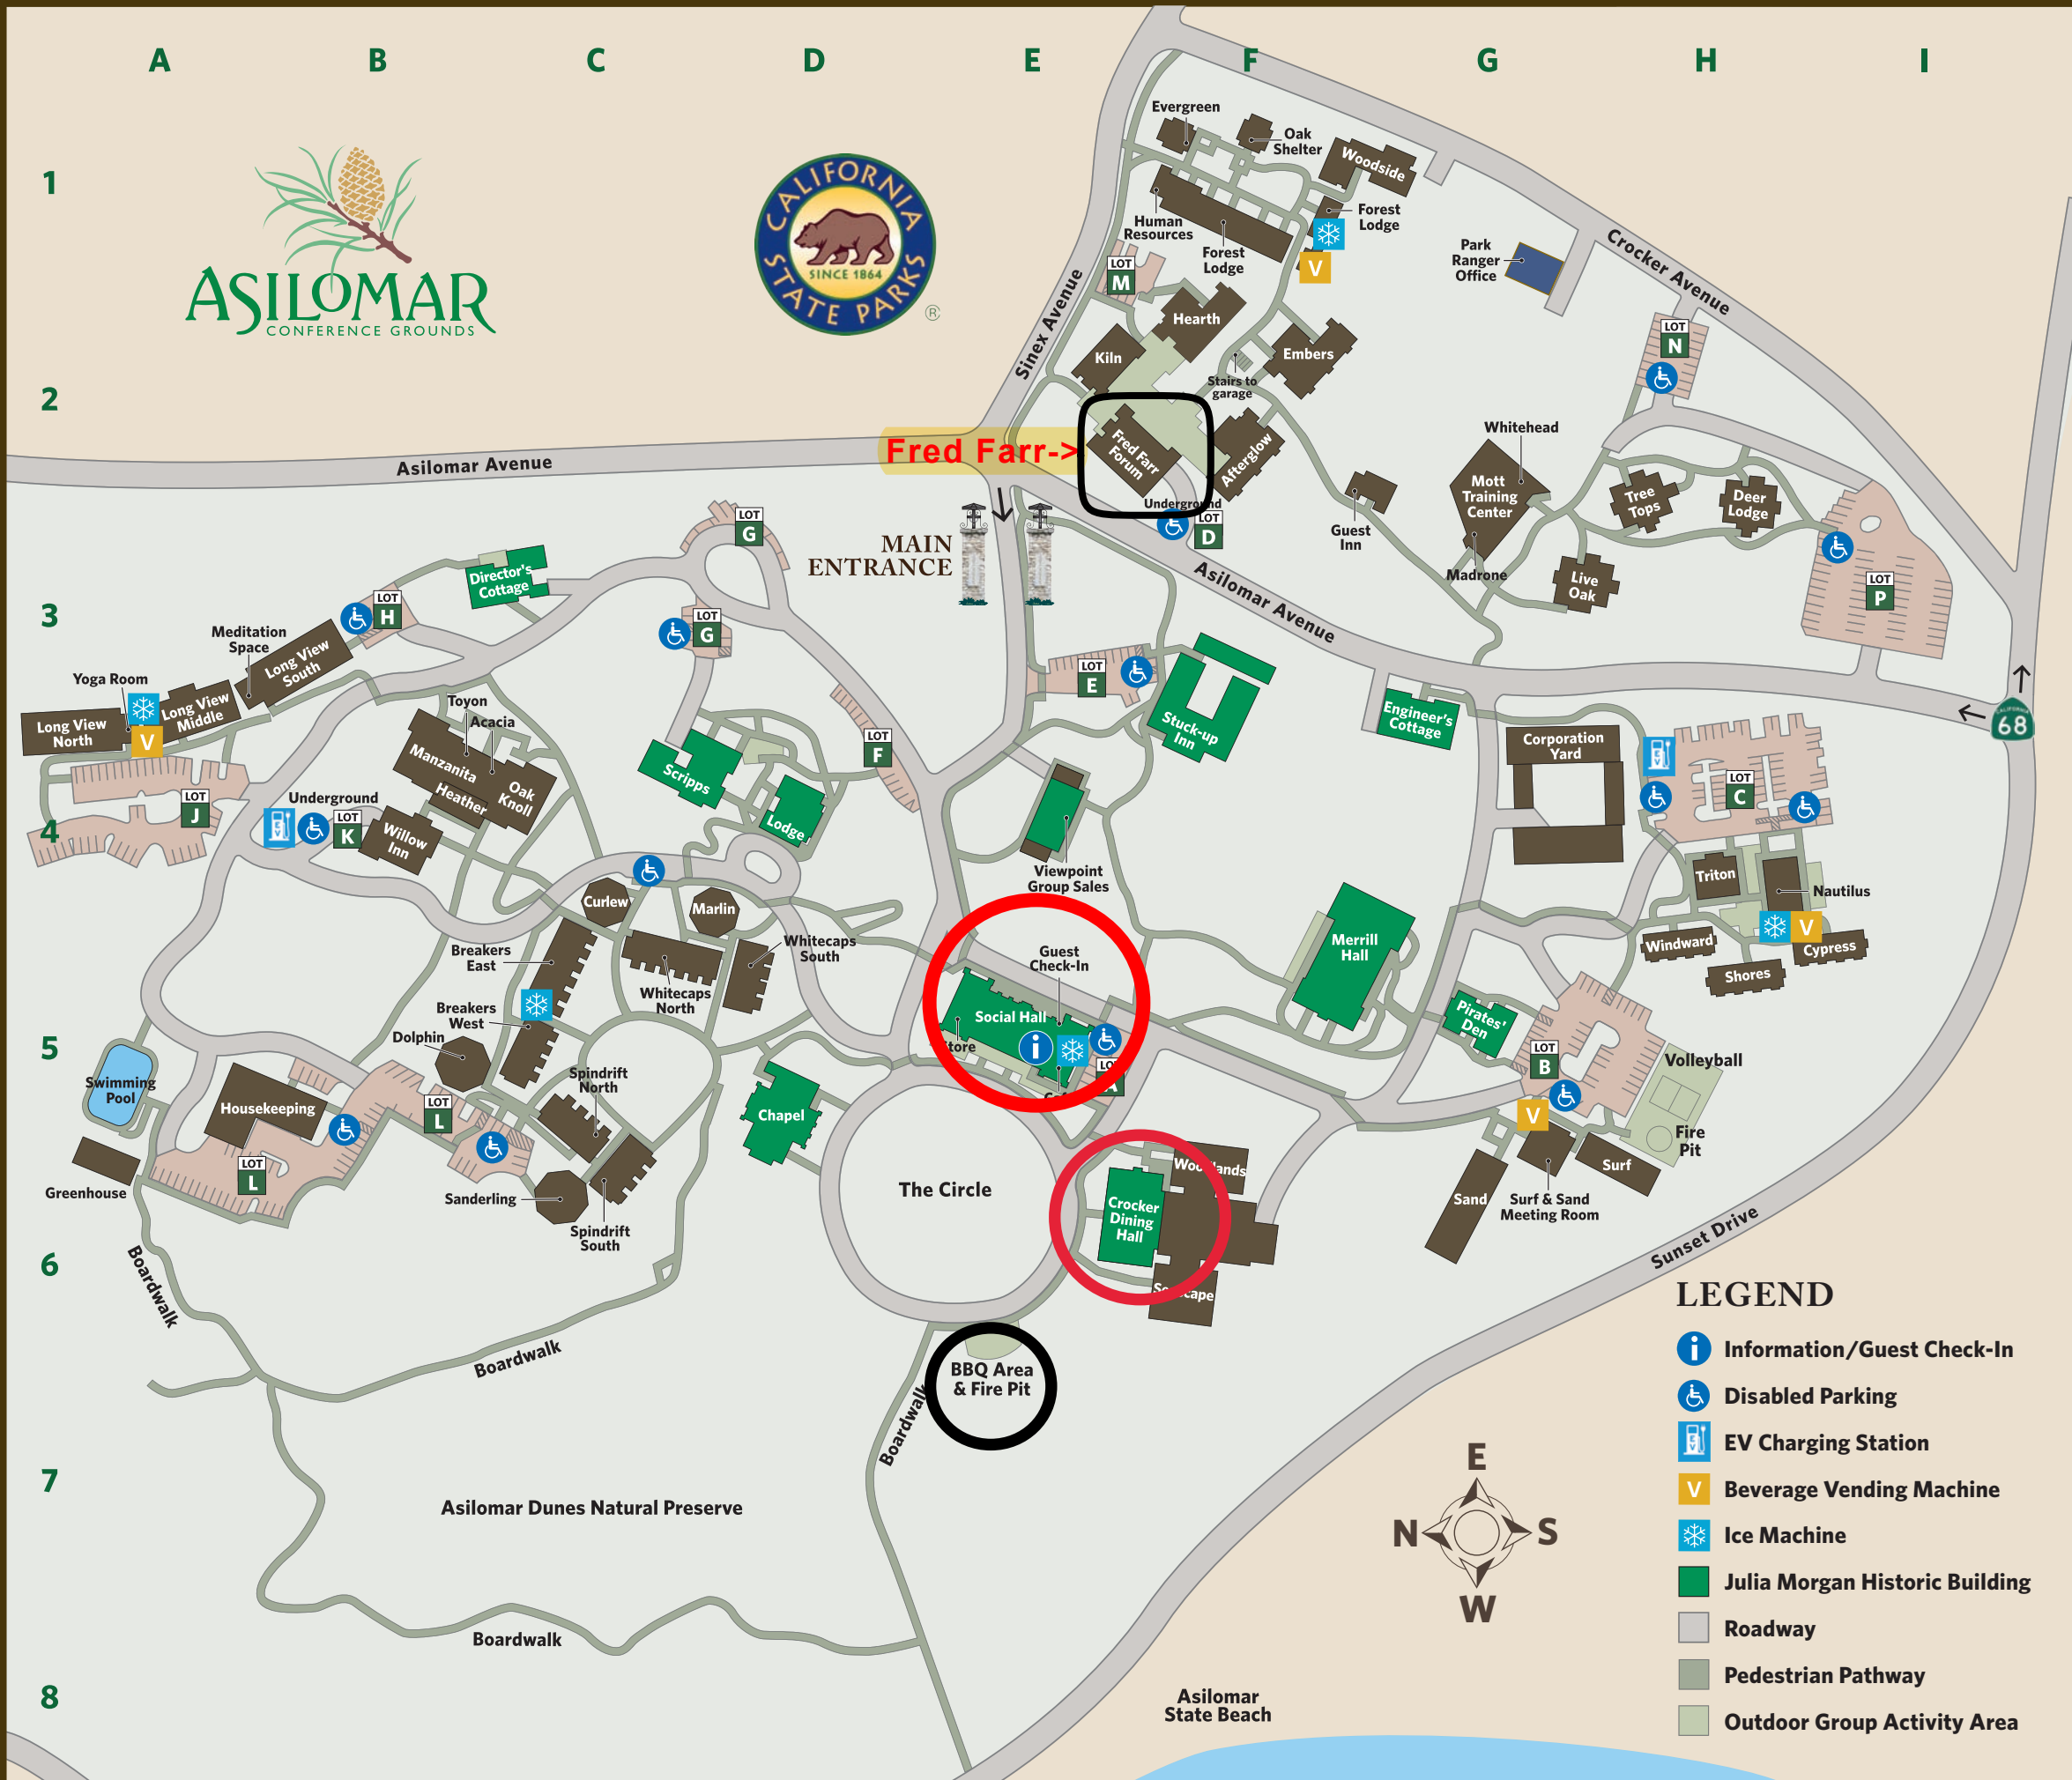 A B C D E F G H I
1
2
3
4
5
6
7
8
ASILOMAR
CONFERENCE GROUNDS
CALIFORNIA
SINCE 1864
STATE PARKS
®
Evergreen
Oak
Shelter
Woodside
Human
Resources
Forest
Lodge
Forest
Lodge
V
LOT
M
Sinex Avenue
Hearth
Kiln
Embers
Stairs to
garage
Park
Ranger
Office
Crocker Avenue
LOT
N
Asilomar Avenue
Fred Farr->
Fred Farr
Forum
Afterglow
Underground
LOT
D
Guest
Inn
Whitehead
Mott
Training
Center
Madrone
Tree
Tops
Deer
Lodge
Live
Oak
LOT
P
MAIN
ENTRANCE
Asilomar Avenue
LOT
G
Director's
Cottage
LOT
H
LOT
G
Meditation
Space
Long View
South
Yoga Room
Long View
Middle
Long View
North
V
LOT
J
Toyon
Acacia
Manzanita
Heather
Oak
Knoll
Underground
EV
LOT
K
Willow
Inn
Scripps
Lodge
LOT
F
LOT
E
Stuck-up
Inn
Engineer's
Cottage
Corporation
Yard
EV
LOT
C
CALIFORNIA
68
Viewpoint
Group Sales
Triton
Nautilus
V
Windward
Cypress
Shores
Curlew
Marlin
Breakers
East
Whitecaps
North
Whitecaps
South
Breakers
West
Dolphin
Spindrift
North
Guest
Check-In
Social Hall
Store
i
LOT
A
Merrill
Hall
Pirates'
Den
LOT
B
Volleyball
Fire
Pit
V
Surf
Sand
Surf & Sand
Meeting Room
Swimming
Pool
Housekeeping
LOT
L
LOT
L
Greenhouse
Sanderling
Spindrift
South
Chapel
The Circle
Woodlands
Crocker
Dining
Hall
Seascape
Sunset Drive
Boardwalk
Boardwalk
BBQ Area
& Fire Pit
Boardwalk
Asilomar Dunes Natural Preserve
Boardwalk
Asilomar
State Beach
E
N S
W
LEGEND
i Information/Guest Check-In
Disabled Parking
EV EV Charging Station
V Beverage Vending Machine
Ice Machine
Julia Morgan Historic Building
Roadway
Pedestrian Pathway
Outdoor Group Activity Area